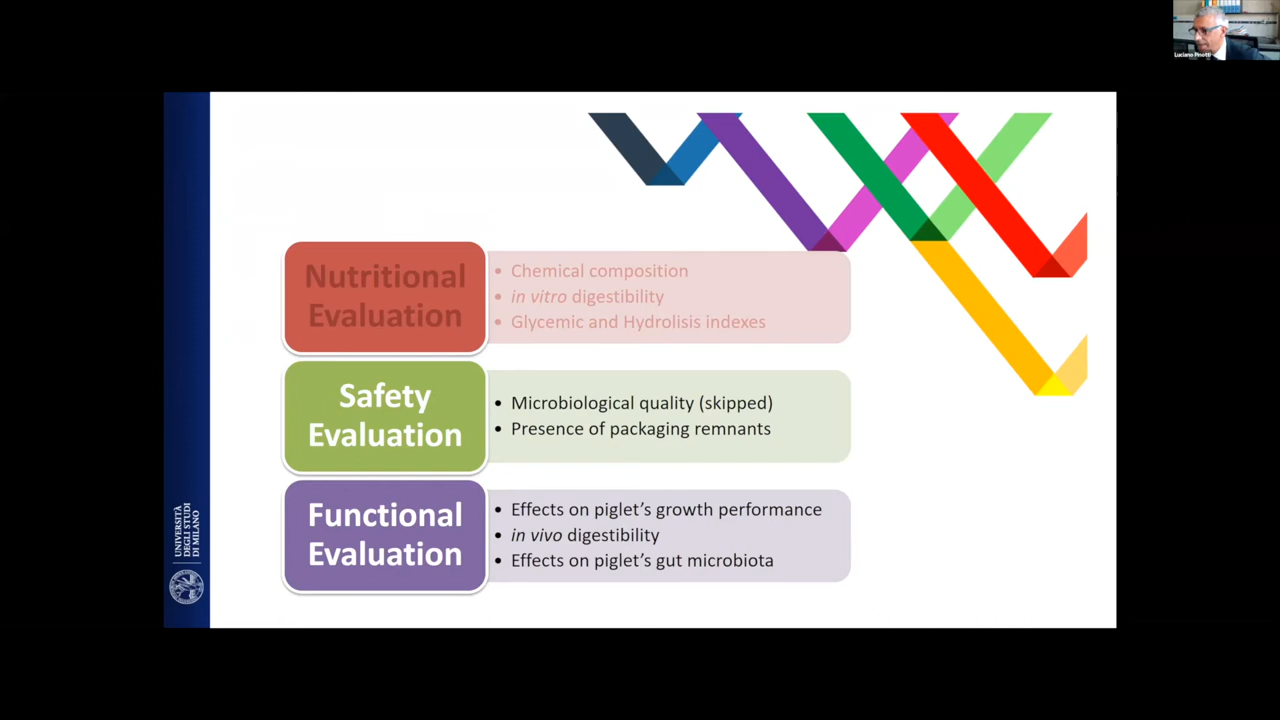 Luciano Pinotti
Nutritional
Evaluation
• Chemical composition
• in vitro digestibility
• Glycemic and Hydrolisis indexes
Safety
Evaluation
• Microbiological quality (skipped)
• Presence of packaging remnants
Functional
Evaluation
• Effects on piglet's growth performance
• in vivo digestibility
• Effects on piglet's gut microbiota
UNIVERSITÀ
DEGLI STUDI
DI MILANO